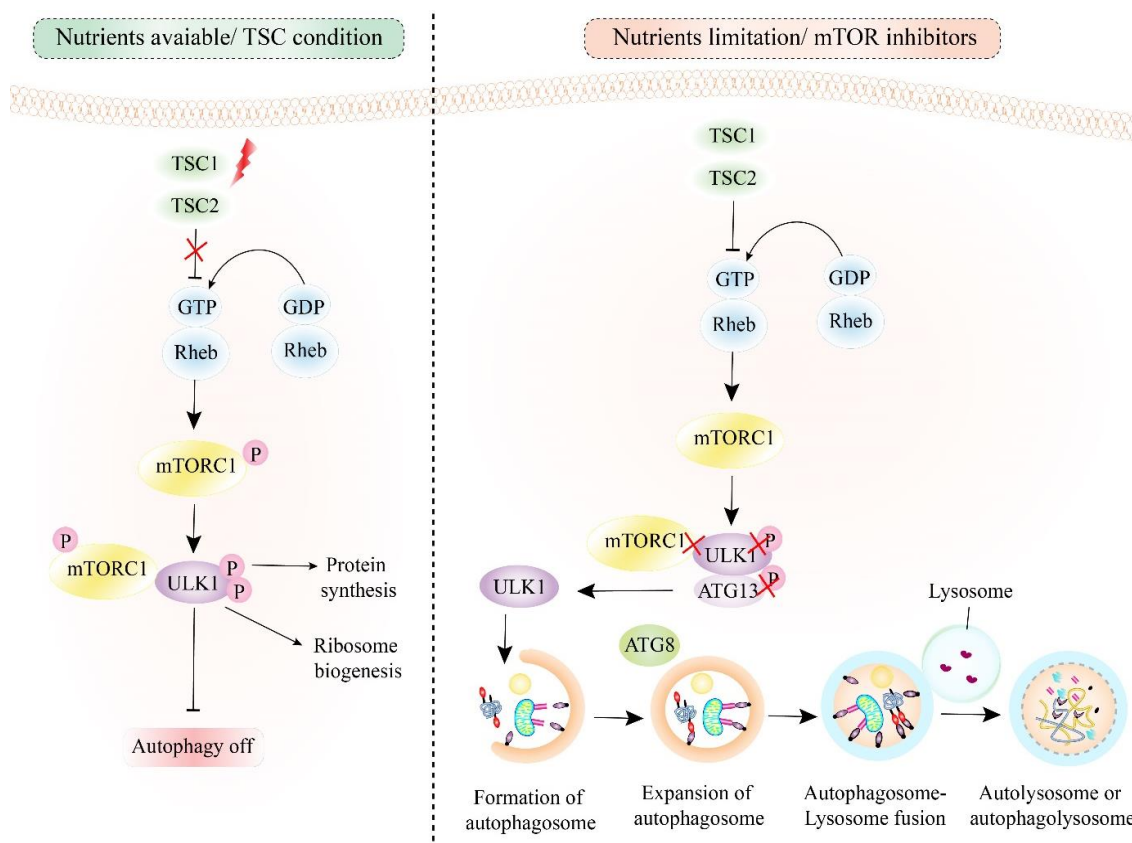 Nutrients avaiable/ TSC condition
TSC1
TSC2
GTP
GDP
Rheb
Rheb
mTORC1
P
P
mTORC1
ULK1
P
P
Protein
synthesis
Ribosome
biogenesis
Autophagy off
Nutrients limitation/ mTOR inhibitors
TSC1
TSC2
GTP
GDP
Rheb
Rheb
mTORC1
mTORC1
ULK1
P
ATG13
P
ULK1
ATG8
Lysosome
Formation of
autophagosome
Expansion of
autophagosome
Autophagosome-
Lysosome fusion
Autolysosome or
autophagolysosome